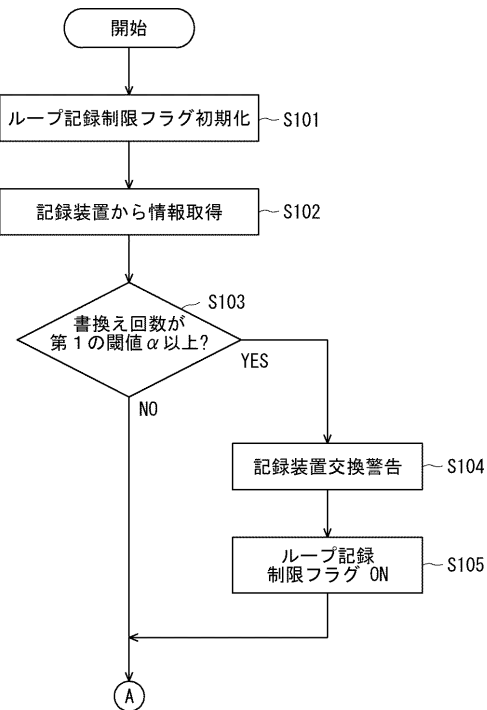 開始
ループ記録制限フラグ初期化
S101
記録装置から情報取得
S102
S103
書換え回数が
第1の閾値α以上?
YES
NO
記録装置交換警告
S104
ループ記録
制限フラグ ON
S105
A